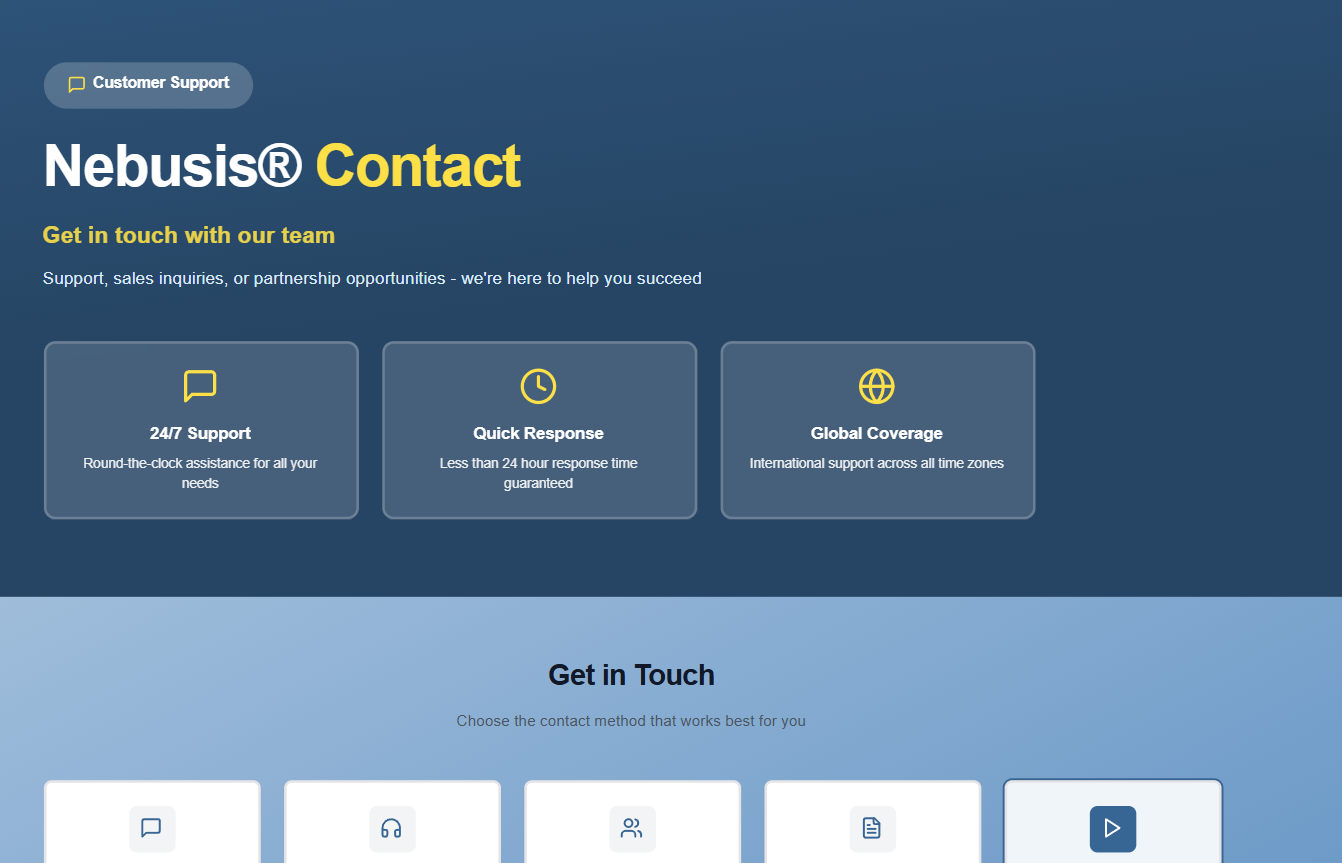 Customer Support
Nebusis® Contact
Get in touch with our team
Support, sales inquiries, or partnership opportunities - we're here to help you succeed
24/7 Support
Round-the-clock assistance for all your
needs
Quick Response
Less than 24 hour response time
guaranteed
Global Coverage
International support across all time zones
Get in Touch
Choose the contact method that works best for you